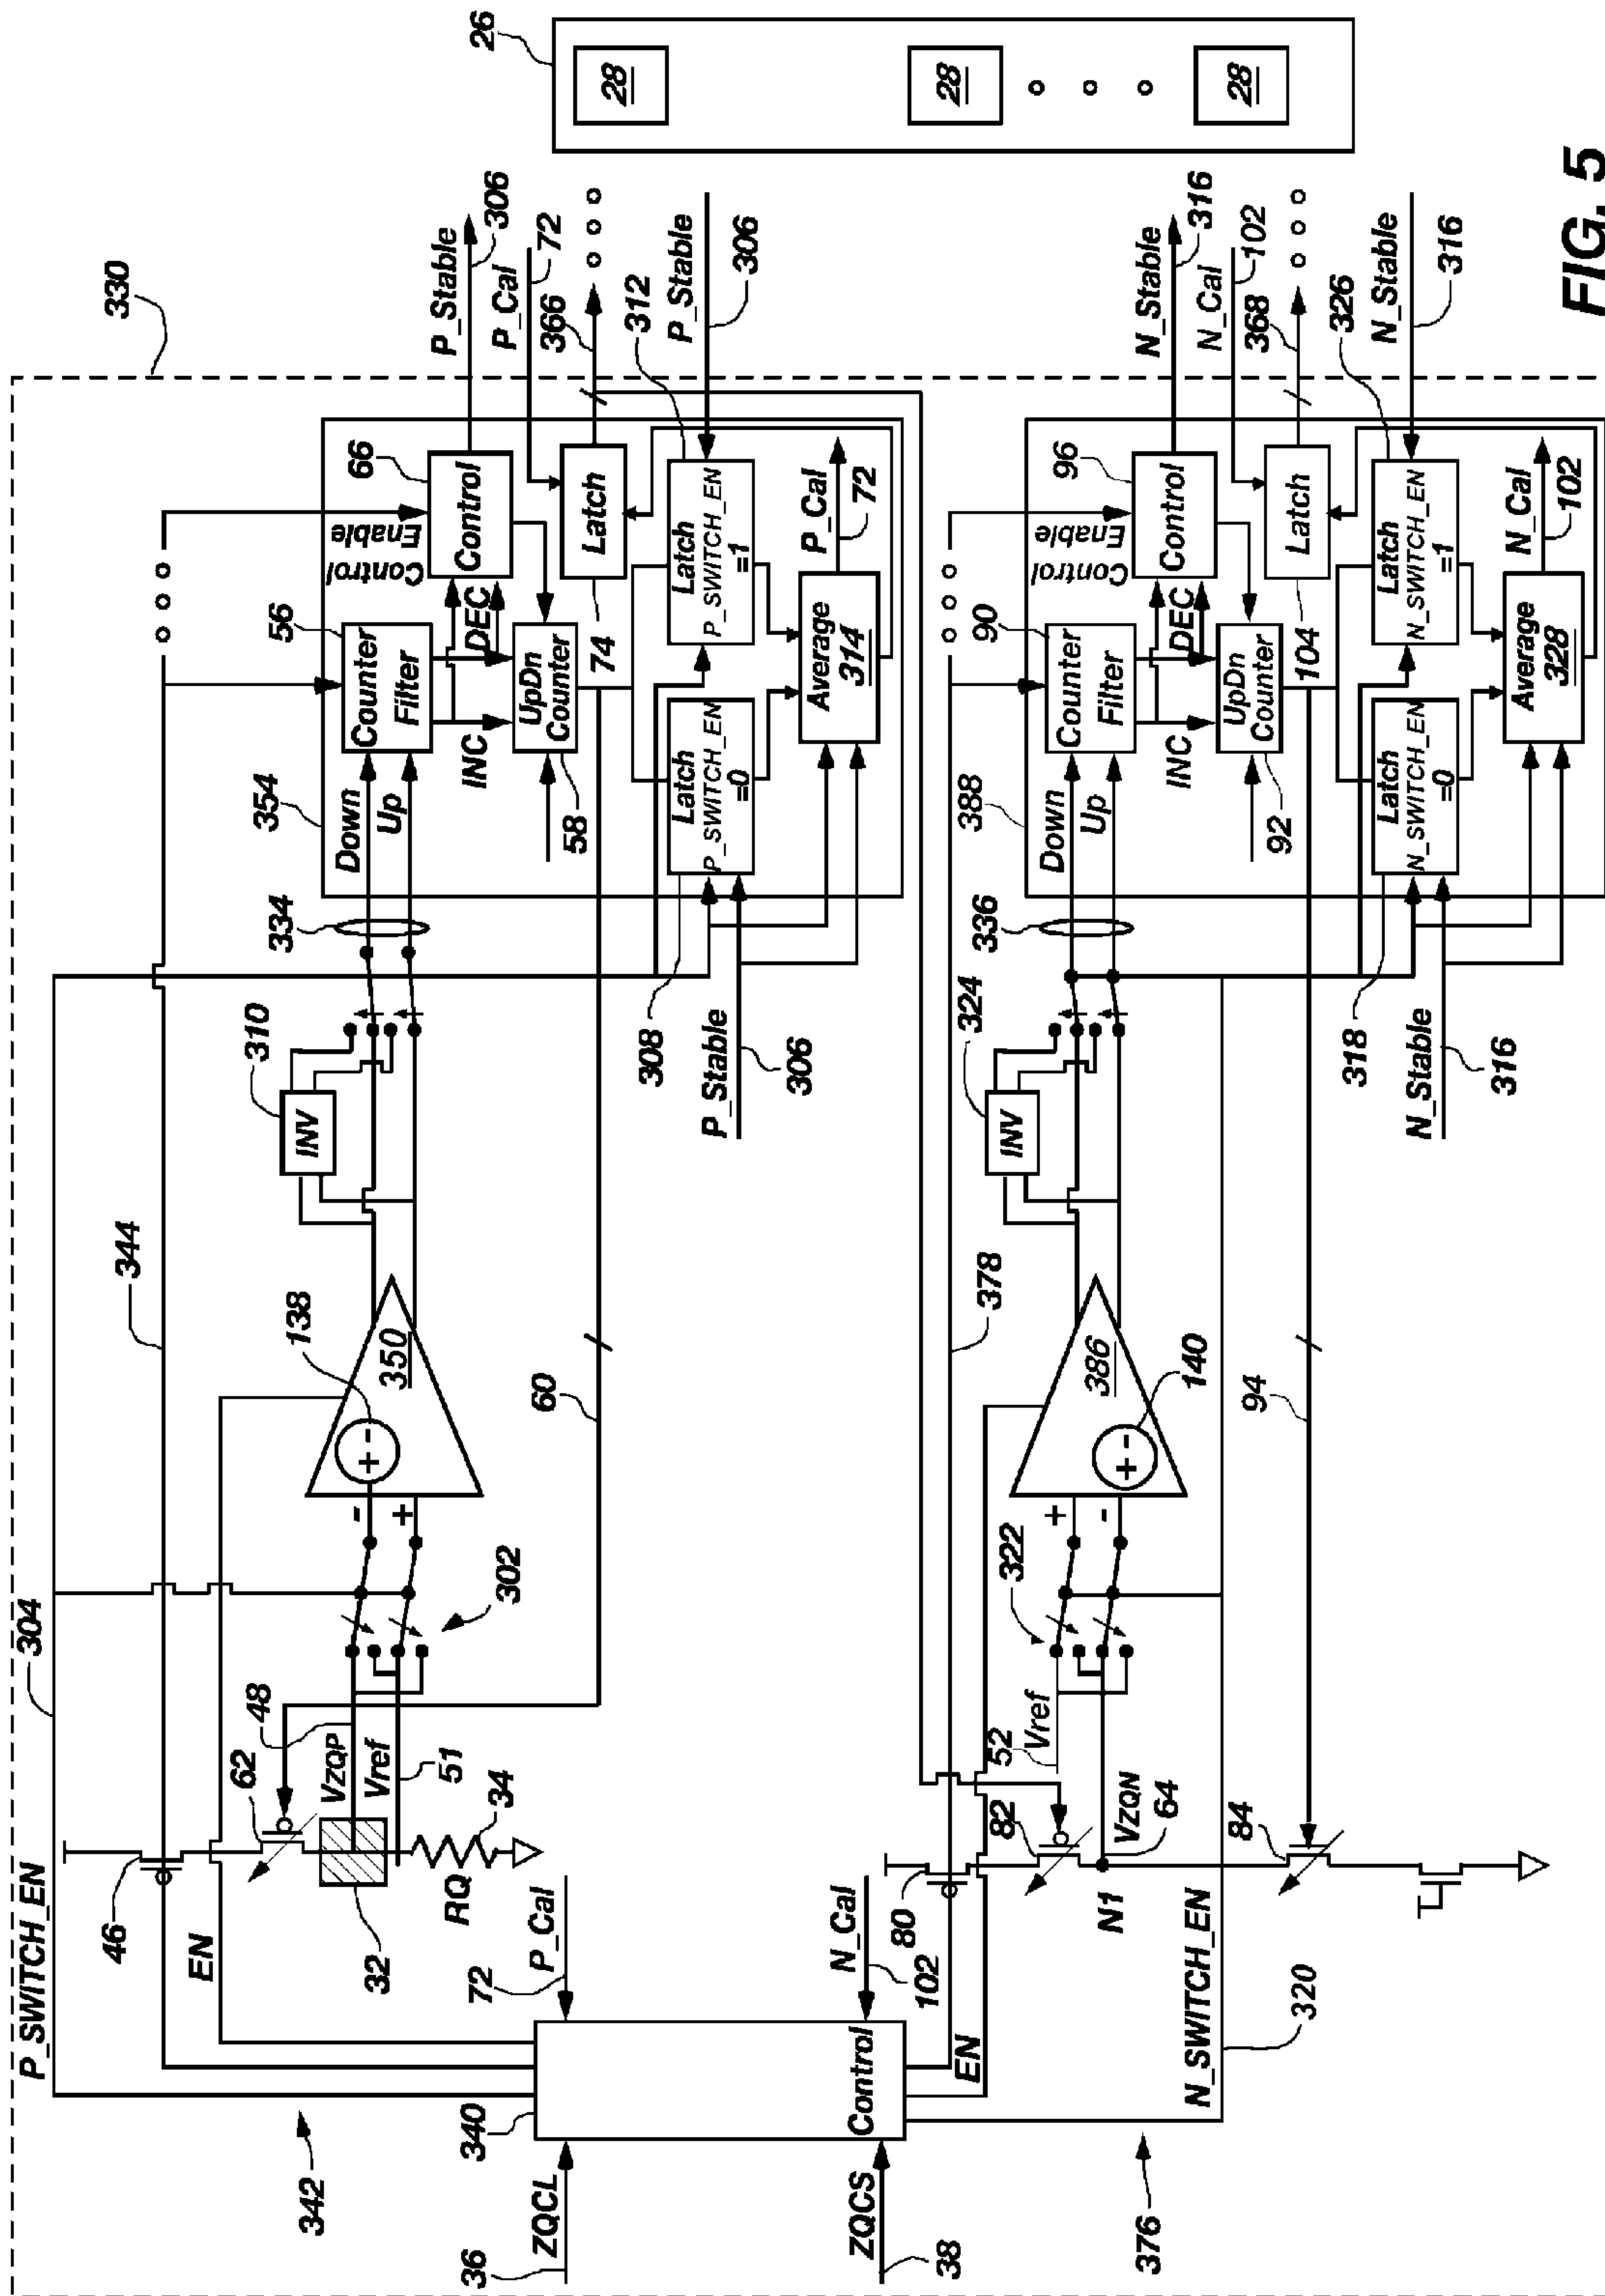 330
26
28
28
28
P_SWITCH_EN
304
344
46
EN
62
48
VZQP
Vref
51
32
34
RQ
302
-
+
138
+ -
350
310
INV
334
354
Down
Up
56
Counter
Filter
Control
Enable
66
Control
INC
DEC
58
UpDn
Counter
74
Latch
60
P_Stable
306
P_Cal
72
366
312
P_Stable
306
308
Latch
P_SWITCH_EN
=0
Latch
P_SWITCH_EN
=1
Average
314
P_Cal
72
P_Stable
306
342
36
ZQCL
340
Control
ZQCS
38
72
P_Cal
N_Cal
102
80
EN
376
378
52
Vref
322
82
VZQN
64
N1
84
N_SWITCH_EN
320
+
-
386
+ -
140
94
324
INV
336
388
Down
Up
90
Counter
Filter
Control
Enable
96
Control
INC
DEC
92
UpDn
Counter
104
Latch
N_Stable
316
N_Cal
102
368
326
N_Stable
316
318
Latch
N_SWITCH_EN
=0
Latch
N_SWITCH_EN
=1
Average
328
N_Cal
102
N_Stable
316
FIG. 5